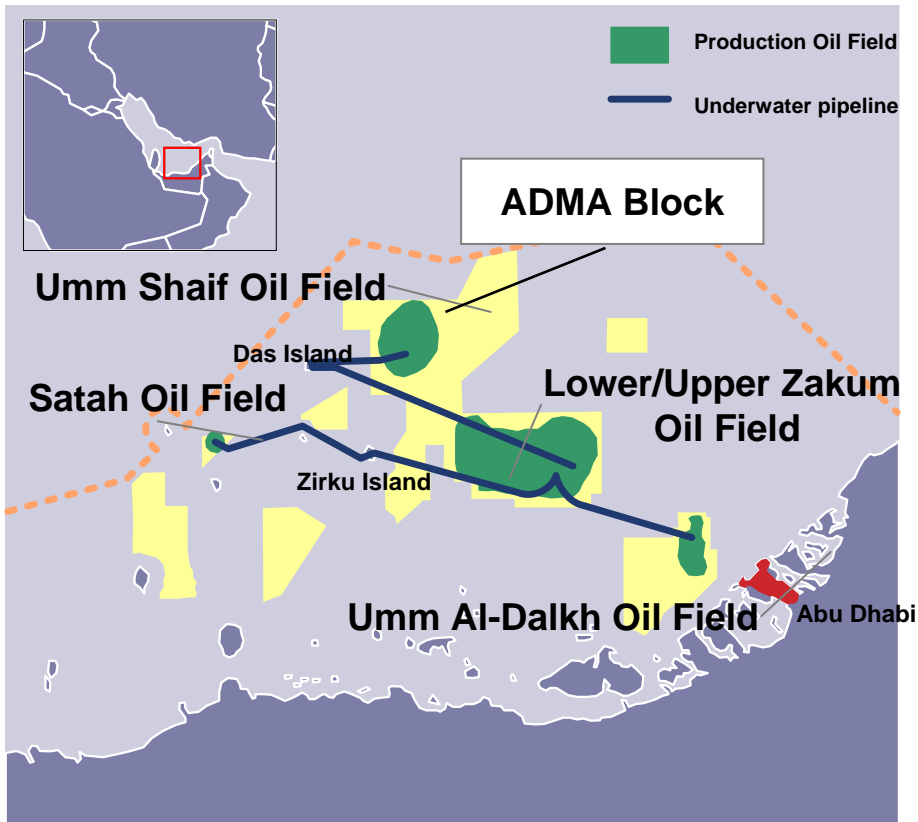 Production Oil Field
Underwater pipeline
ADMA Block
Umm Shaif Oil Field
Das Island
Satah Oil Field
Lower/Upper Zakum
Oil Field
Zirku Island
Umm Al-Dalkh Oil Field
Abu Dhabi